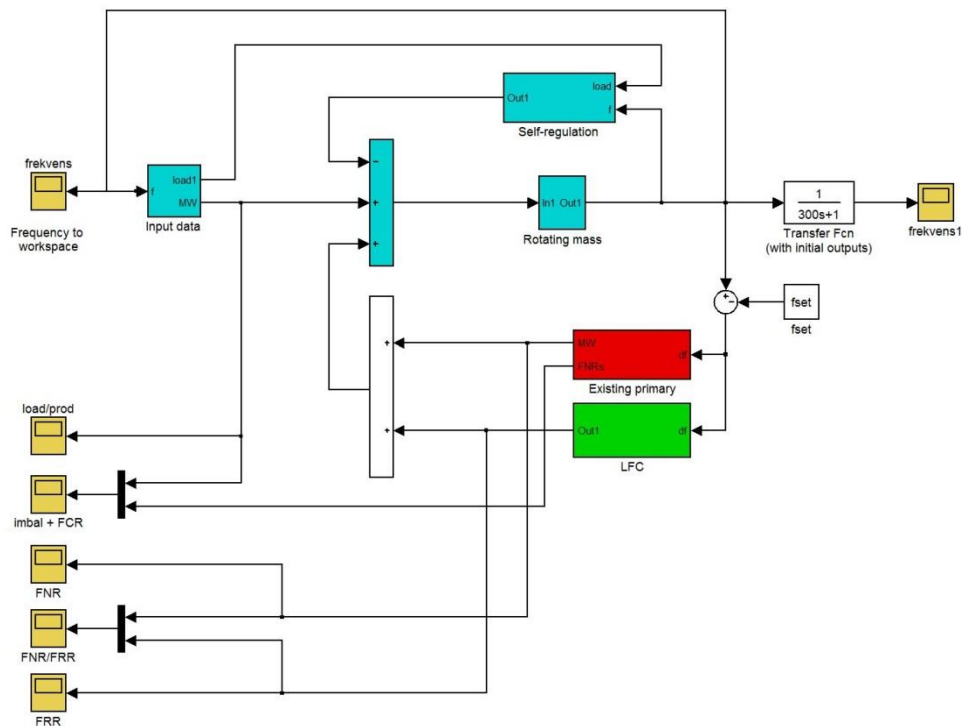 load
Out1
f
Self-regulation
frekvens
f
load1
MW
Input data
Frequency to
workspace
−
+
+
In1 Out1
Rotating mass
1
300s+1
Transfer Fcn
(with initial outputs)
frekvens1
+
−
fset
fset
+
+
MW
FNRs
df
Existing primary
Out1
df
LFC
load/prod
imbal + FCR
FNR
FNR/FRR
FRR